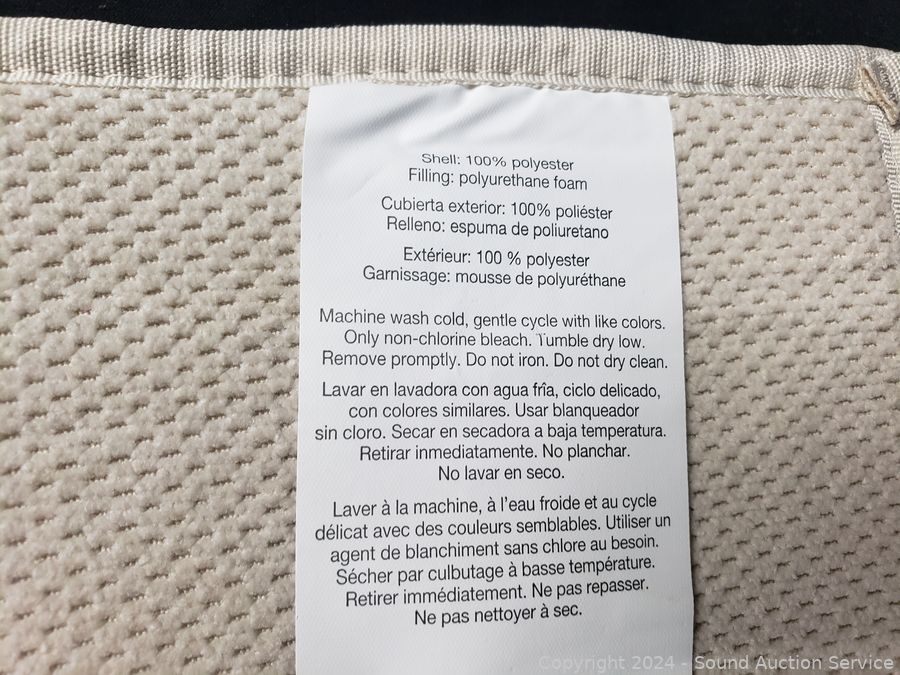 Shell: 100% polyester
Filling: polyurethane foam
Cubierta exterior: 100% poliéster
Relleno: espuma de poliuretano
Extérieur: 100 % polyester
Garnissage: mousse de polyuréthane
Machine wash cold, gentle cycle with like colors.
Only non-chlorine bleach. Tumble dry low.
Remove promptly. Do not iron. Do not dry clean.
Lavar en lavadora con agua fría, ciclo delicado,
con colores similares. Usar blanqueador
sin cloro. Secar en secadora a baja temperatura.
Retirar inmediatamente. No planchar.
No lavar en seco.
Laver à la machine, à l'eau froide et au cycle
délicat avec des couleurs semblables. Utiliser un
agent de blanchiment sans chlore au besoin.
Sécher par culbutage à basse température.
Retirer immédiatement. Ne pas repasser.
Ne pas nettoyer à sec.
Copyright 2024 - Sound Auction Service